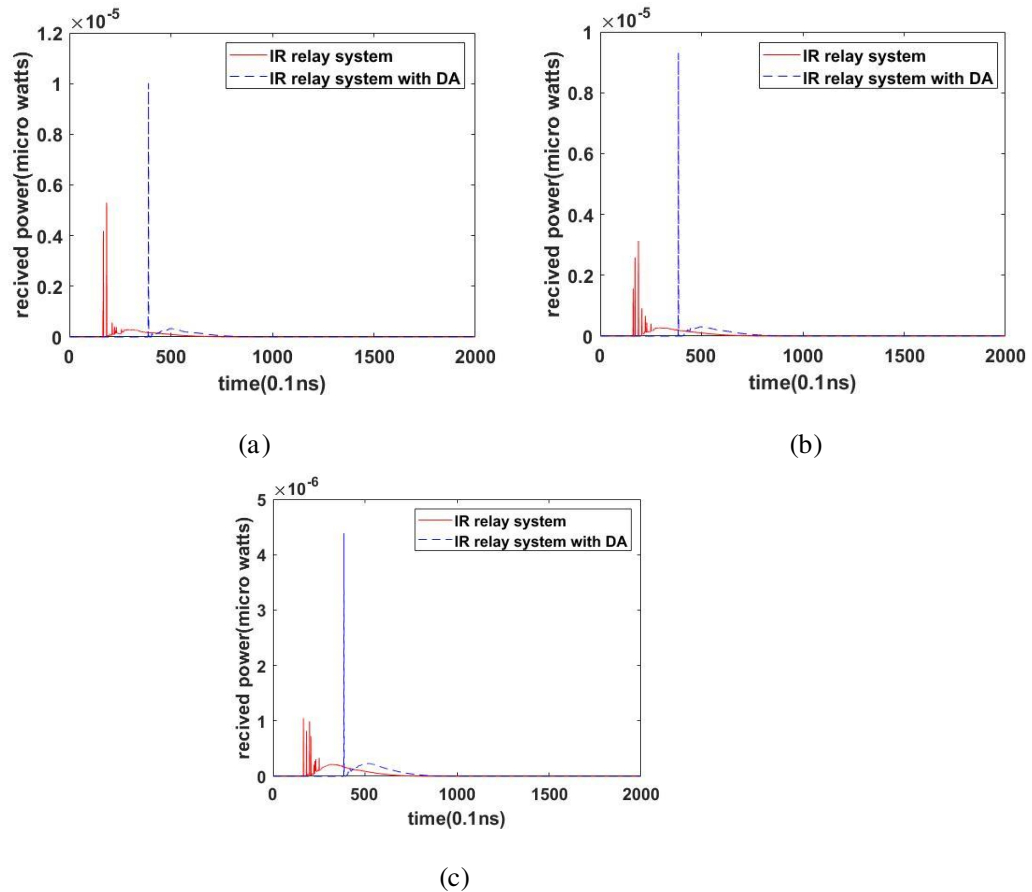 ×10⁻⁵
1.2
1
0.8
0.6
0.4
0.2
0
recived power(micro watts)
IR relay system
IR relay system with DA
0 500 1000 1500 2000
time(0.1ns)
(a)
×10⁻⁵
1
0.8
0.6
0.4
0.2
0
recived power(micro watts)
IR relay system
IR relay system with DA
0 500 1000 1500 2000
time(0.1ns)
(b)
×10⁻⁶
5
4
3
2
1
0
recived power(micro watts)
IR relay system
IR relay system with DA
0 500 1000 1500 2000
time(0.1ns)
(c)